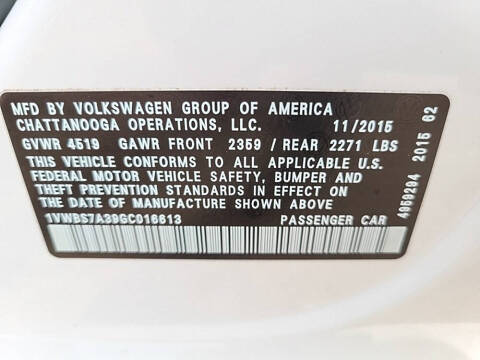 MFD BY VOLKSWAGEN GROUP OF AMERICA
CHATTANOOGA OPERATIONS, LLC. 11/2015
GVWR 4519 GAWR FRONT 2359 / REAR 2271 LBS
THIS VEHICLE CONFORMS TO ALL APPLICABLE U.S.
FEDERAL MOTOR VEHICLE SAFETY, BUMPER AND
THEFT PREVENTION STANDARDS IN EFFECT ON
THE DATE OF MANUFACTURE SHOWN ABOVE
1VWBS7A39GC016613 PASSENGER CAR
4959294 2015 62